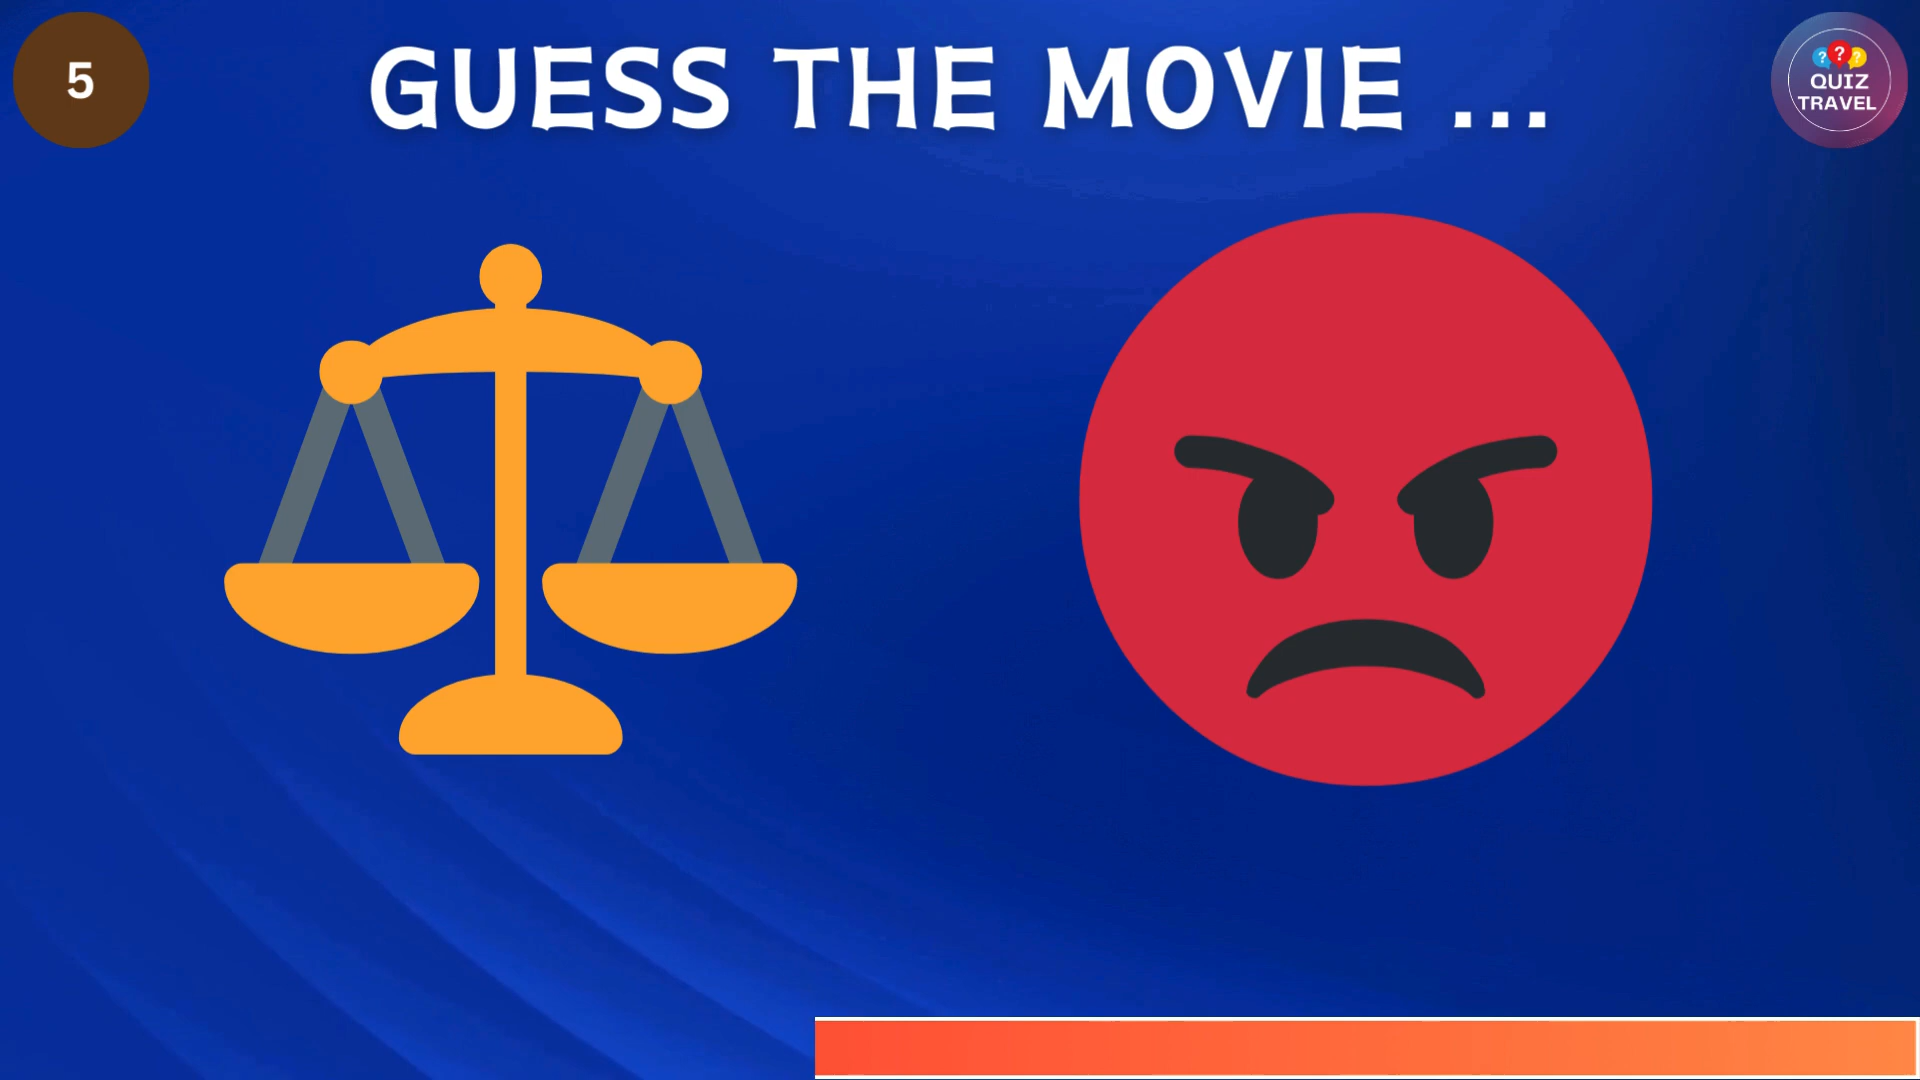 5
GUESS THE MOVIE ...
? ? ?
QUIZ
TRAVEL